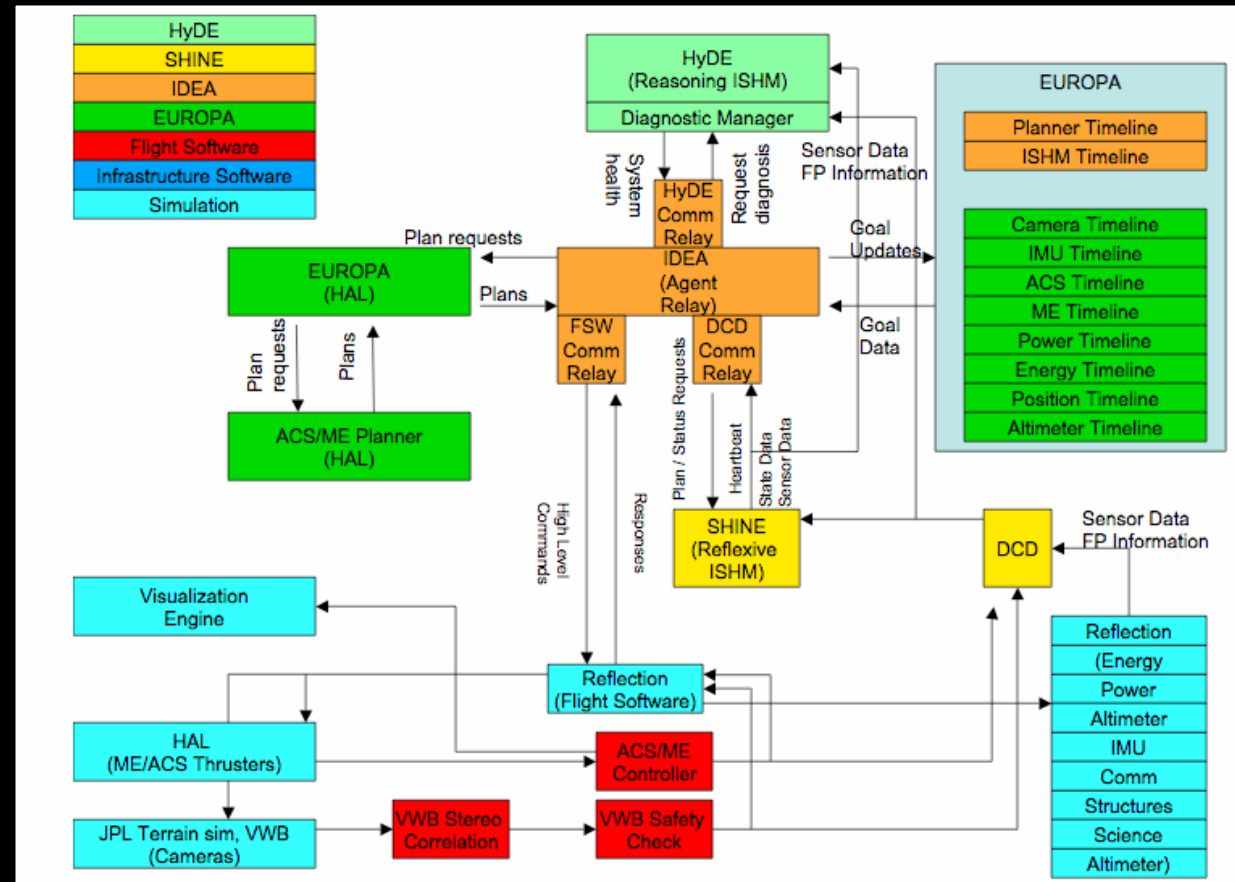 HyDE
SHINE
IDEA
EUROPA
Flight Software
Infrastructure Software
Simulation
HyDE
(Reasoning ISHM)
Diagnostic Manager
System
health
Request
diagnosis
Sensor Data
FP Information
HyDE
Comm
Relay
EUROPA
Planner Timeline
ISHM Timeline
Camera Timeline
IMU Timeline
ACS Timeline
ME Timeline
Power Timeline
Energy Timeline
Position Timeline
Altimeter Timeline
Plan requests
Plans
EUROPA
(HAL)
IDEA
(Agent
Relay)
Goal
Updates
Goal
Data
FSW
Comm
Relay
DCD
Comm
Relay
Plan
requests
Plans
ACS/ME Planner
(HAL)
High Level
Commands
Responses
Plan / Status Requests
Heartbeat
State Data
Sensor Data
SHINE
(Reflexive
ISHM)
DCD
Sensor Data
FP Information
Visualization
Engine
Reflection
(Flight Software)
Reflection
(Energy
Power
Altimeter
IMU
Comm
Structures
Science
Altimeter)
HAL
(ME/ACS Thrusters)
ACS/ME
Controller
JPL Terrain sim, VWB
(Cameras)
VWB Stereo
Correlation
VWB Safety
Check